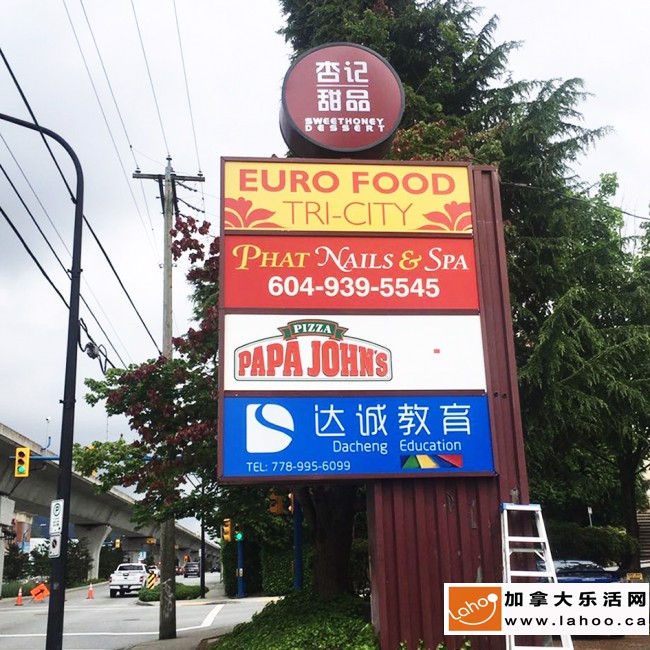 杏记
甜品
SWEETHONEY
DESSERT
EURO FOOD
TRI-CITY
PHAT NAILS & SPA
604-939-5545
PIZZA
PAPA JOHN'S
达诚教育
Dacheng Education
TEL: 778-995-6099
Lahoo
加拿大乐活网
www.lahoo.ca